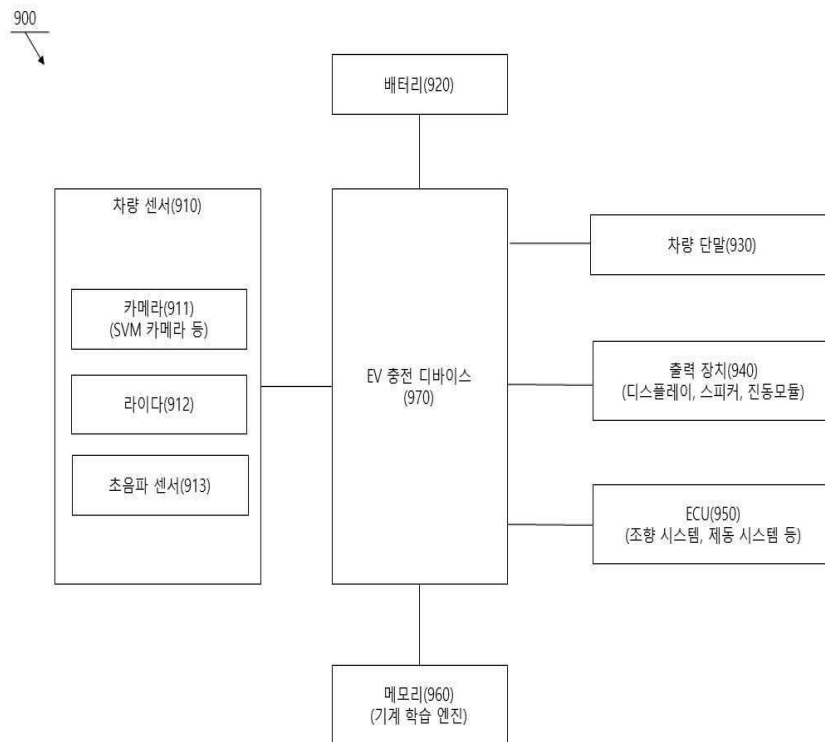 900
배터리(920)
차량 센서(910)
카메라(911)
(SVM 카메라 등)
라이다(912)
초음파 센서(913)
EV 충전 디바이스
(970)
차량 단말(930)
출력 장치(940)
(디스플레이, 스피커, 진동모듈)
ECU(950)
(조향 시스템, 제동 시스템 등)
메모리(960)
(기계 학습 엔진)